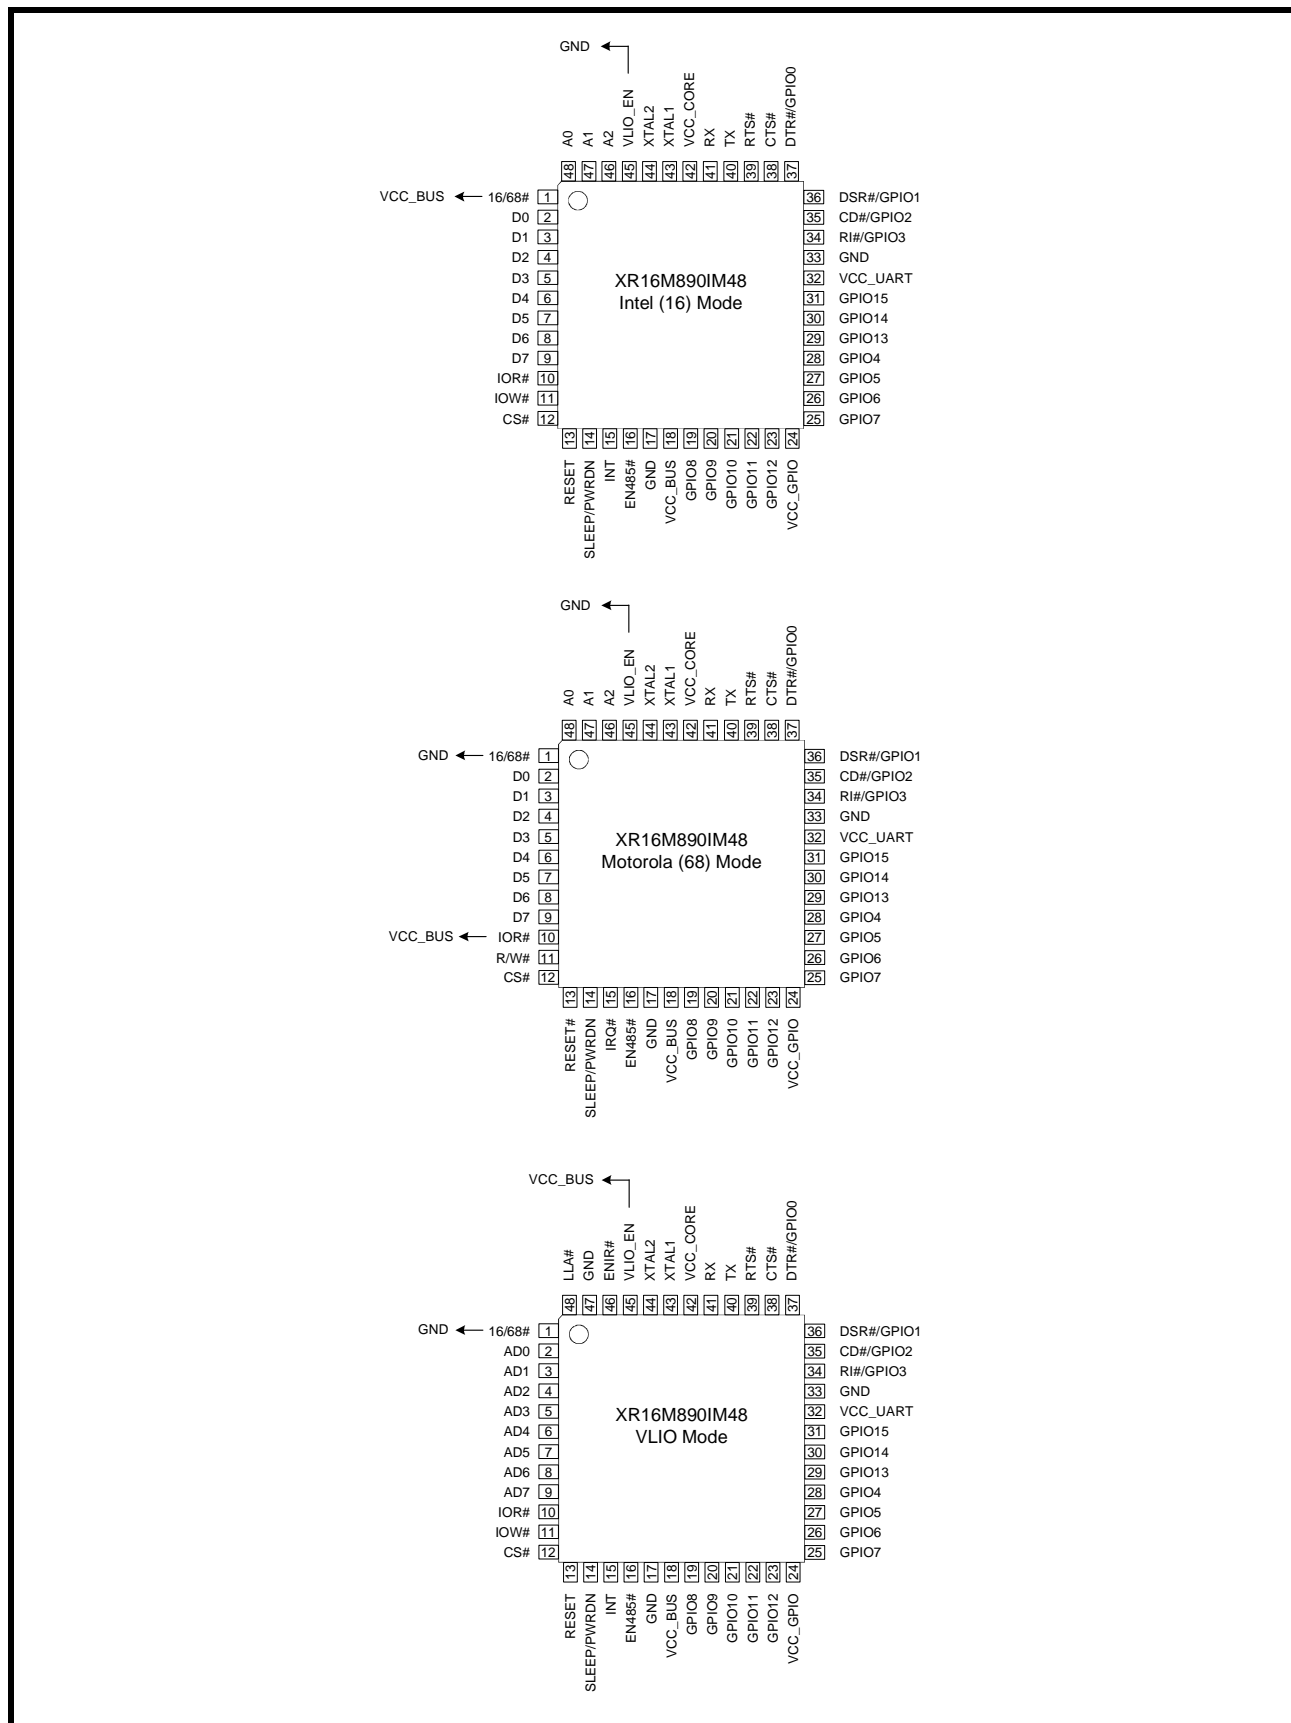 GND
A0
A1
A2
VLIO_EN
XTAL2
XTAL1
VCC_CORE
RX
TX
RTS#
CTS#
DTR#/GPIO0
48 47 46 45 44 43 42 41 40 39 38 37
VCC_BUS 16/68# 1
D0 2
D1 3
D2 4
D3 5
D4 6
D5 7
D6 8
D7 9
IOR# 10
IOW# 11
CS# 12
XR16M890IM48
Intel (16) Mode
36 DSR#/GPIO1
35 CD#/GPIO2
34 RI#/GPIO3
33 GND
32 VCC_UART
31 GPIO15
30 GPIO14
29 GPIO13
28 GPIO4
27 GPIO5
26 GPIO6
25 GPIO7
13 14 15 16 17 18 19 20 21 22 23 24
RESET
SLEEP/PWRDN
INT
EN485#
GND
VCC_BUS
GPIO8
GPIO9
GPIO10
GPIO11
GPIO12
VCC_GPIO
GND
A0
A1
A2
VLIO_EN
XTAL2
XTAL1
VCC_CORE
RX
TX
RTS#
CTS#
DTR#/GPIO0
48 47 46 45 44 43 42 41 40 39 38 37
GND 16/68# 1
D0 2
D1 3
D2 4
D3 5
D4 6
D5 7
D6 8
D7 9
VCC_BUS IOR# 10
R/W# 11
CS# 12
XR16M890IM48
Motorola (68) Mode
36 DSR#/GPIO1
35 CD#/GPIO2
34 RI#/GPIO3
33 GND
32 VCC_UART
31 GPIO15
30 GPIO14
29 GPIO13
28 GPIO4
27 GPIO5
26 GPIO6
25 GPIO7
13 14 15 16 17 18 19 20 21 22 23 24
RESET#
SLEEP/PWRDN
IRQ#
EN485#
GND
VCC_BUS
GPIO8
GPIO9
GPIO10
GPIO11
GPIO12
VCC_GPIO
VCC_BUS
LLA#
GND
ENIR#
VLIO_EN
XTAL2
XTAL1
VCC_CORE
RX
TX
RTS#
CTS#
DTR#/GPIO0
48 47 46 45 44 43 42 41 40 39 38 37
GND 16/68# 1
AD0 2
AD1 3
AD2 4
AD3 5
AD4 6
AD5 7
AD6 8
AD7 9
IOR# 10
IOW# 11
CS# 12
XR16M890IM48
VLIO Mode
36 DSR#/GPIO1
35 CD#/GPIO2
34 RI#/GPIO3
33 GND
32 VCC_UART
31 GPIO15
30 GPIO14
29 GPIO13
28 GPIO4
27 GPIO5
26 GPIO6
25 GPIO7
13 14 15 16 17 18 19 20 21 22 23 24
RESET
SLEEP/PWRDN
INT
EN485#
GND
VCC_BUS
GPIO8
GPIO9
GPIO10
GPIO11
GPIO12
VCC_GPIO